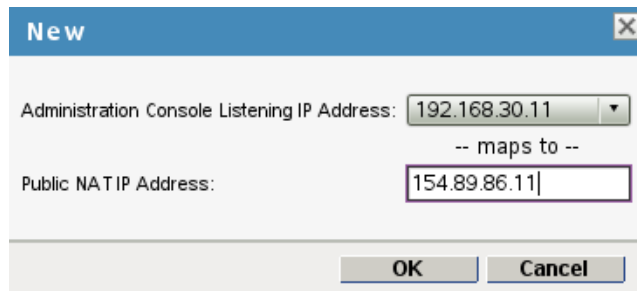 New
Administration Console Listening IP Address: 192.168.30.11
-- maps to --
Public NAT IP Address: 154.89.86.11
OK Cancel